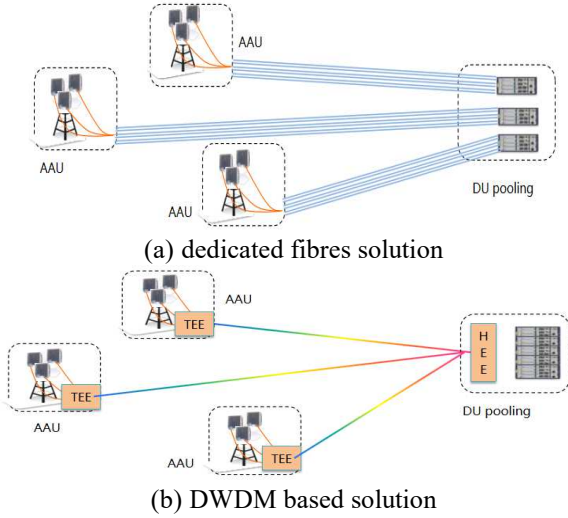 AAU
AAU
AAU
DU pooling
(a) dedicated fibres solution
AAU
TEE
H
E
E
TEE
AAU
DU pooling
AAU
TEE
(b) DWDM based solution